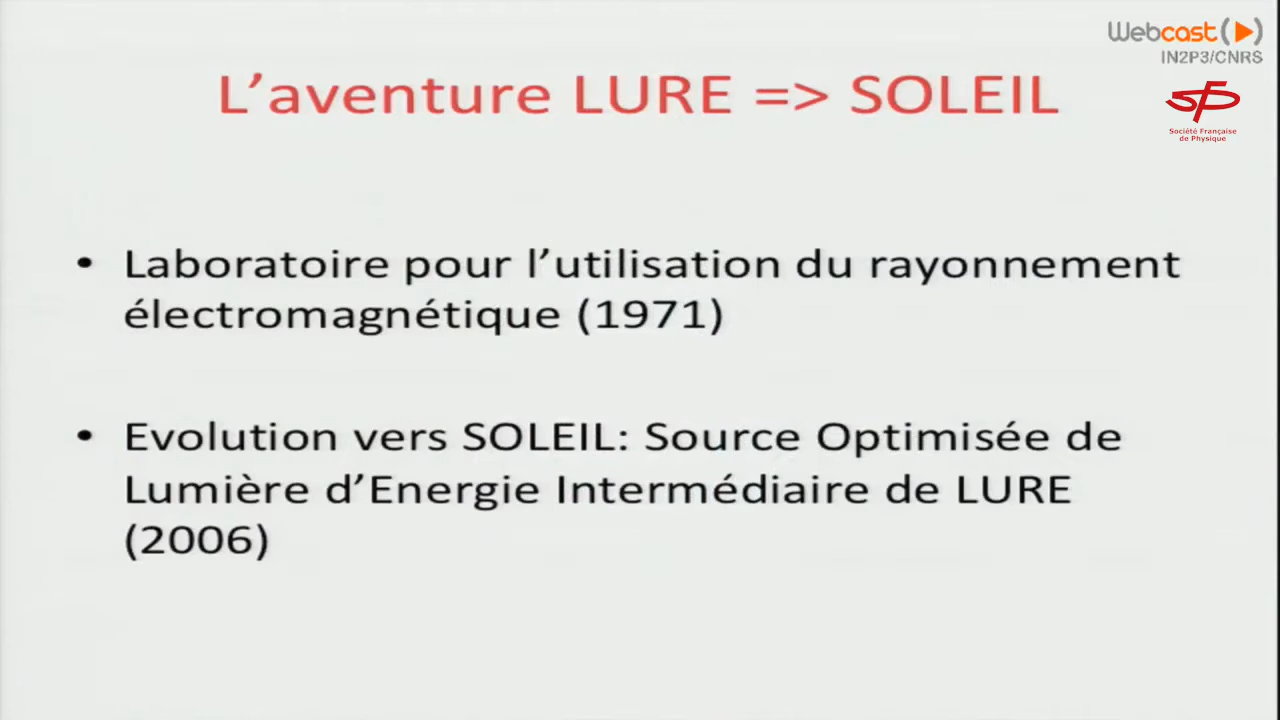 Webcast
IN2P3/CNRS
L'aventure LURE => SOLEIL
Société Française
de Physique
• Laboratoire pour l'utilisation du rayonnement
électromagnétique (1971)
• Evolution vers SOLEIL: Source Optimisée de
Lumière d'Energie Intermédiaire de LURE
(2006)